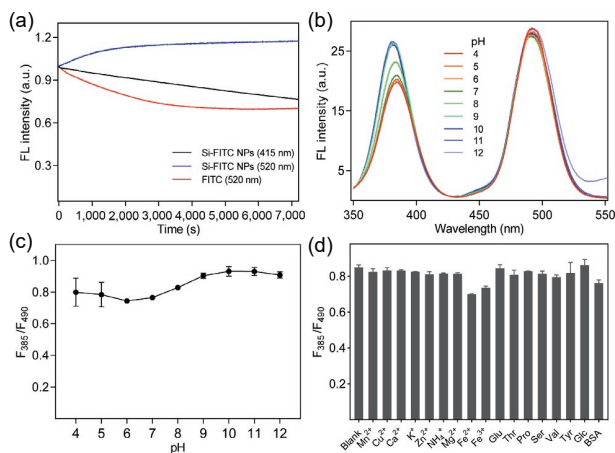 (a)
FL intensity (a.u.)
1.2
0.9
0.6
0.3
Si-FITC NPs (415 nm)
Si-FITC NPs (520 nm)
FITC (520 nm)
0 1,000 2,000 3,000 4,000 5,000 6,000 7,000
Time (s)
(b)
FL intensity (a.u.)
25
15
5
pH
4
5
6
7
8
9
10
11
12
350 400 450 500 550
Wavelength (nm)
(c)
F385/F490
1.0
0.8
0.6
0.4
0.2
4 5 6 7 8 9 10 11 12
pH
(d)
F385/F490
1.0
0.8
0.6
0.4
0.2
Blank Mn2+ Cu2+ Ca2+ K+ Zn2+ NH4+ Mg2+ Fe2+ Fe3+ Glu Thr Pro Ser Val Tyr Glc BSA